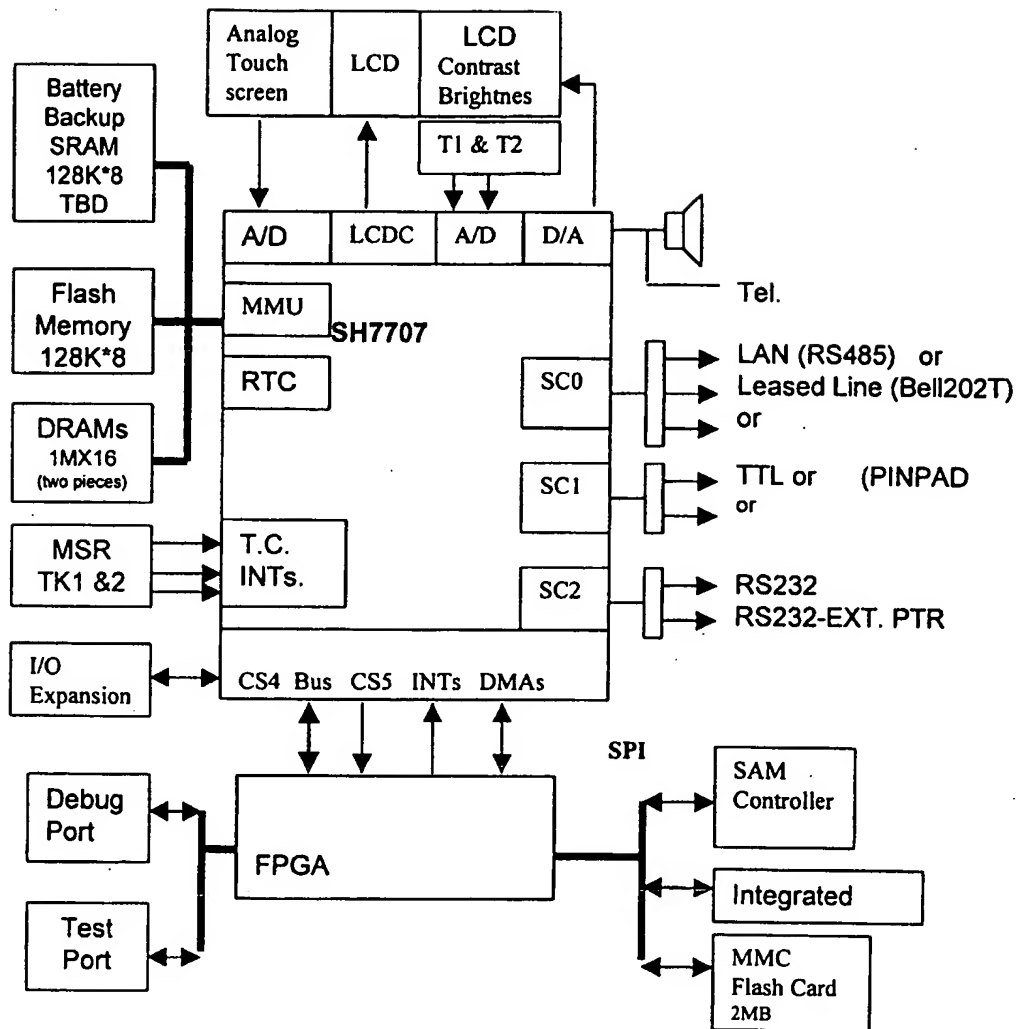 Analog
Touch
screen
LCD
LCD
Contrast
Brightnes
T1 & T2
Battery
Backup
SRAM
128K*8
TBD
A/D
LCDC
A/D
D/A
Tel.
Flash
Memory
128K*8
MMU
SH7707
RTC
DRAMs
1MX16
(two pieces)
SC0
LAN (RS485) or
Leased Line (Bell202T)
or
SC1
TTL or (PINPAD
or
MSR
TK1 &2
T.C.
INTs.
SC2
RS232
RS232-EXT. PTR
I/O
Expansion
CS4 Bus CS5 INTs DMAs
SPI
Debug
Port
FPGA
SAM
Controller
Test
Port
Integrated
MMC
Flash Card
2MB